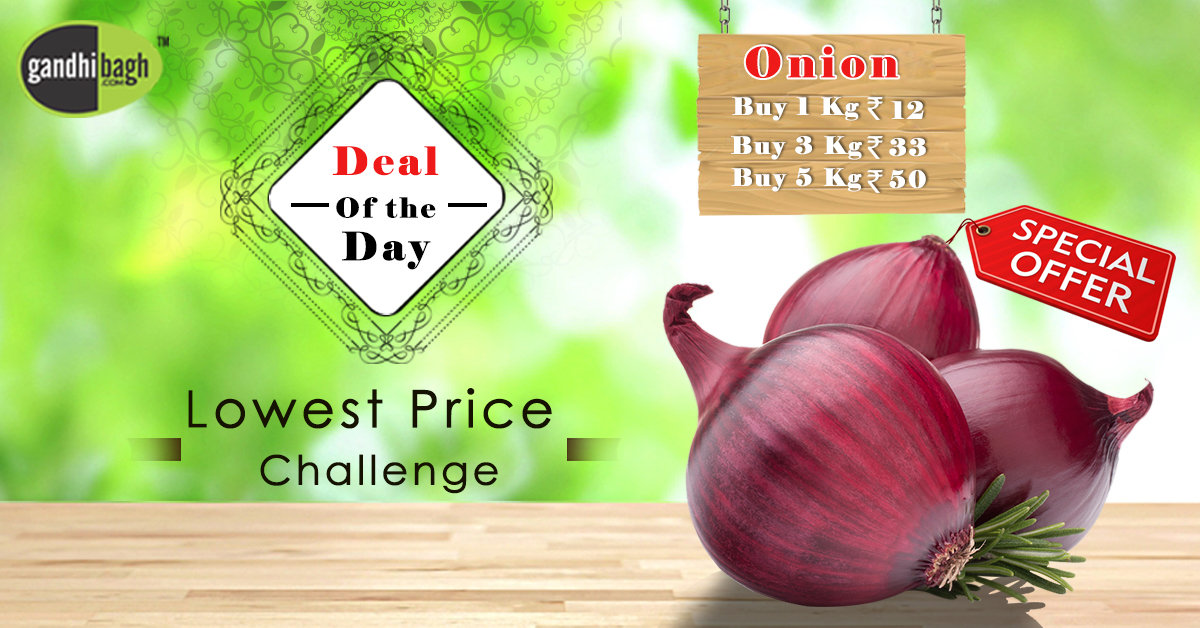 gandhibagh
.COM
TM
Deal
Of the
Day
Lowest Price
Challenge
Onion
Buy 1 Kg ₹ 12
Buy 3 Kg ₹ 33
Buy 5 Kg ₹ 50
SPECIAL
OFFER